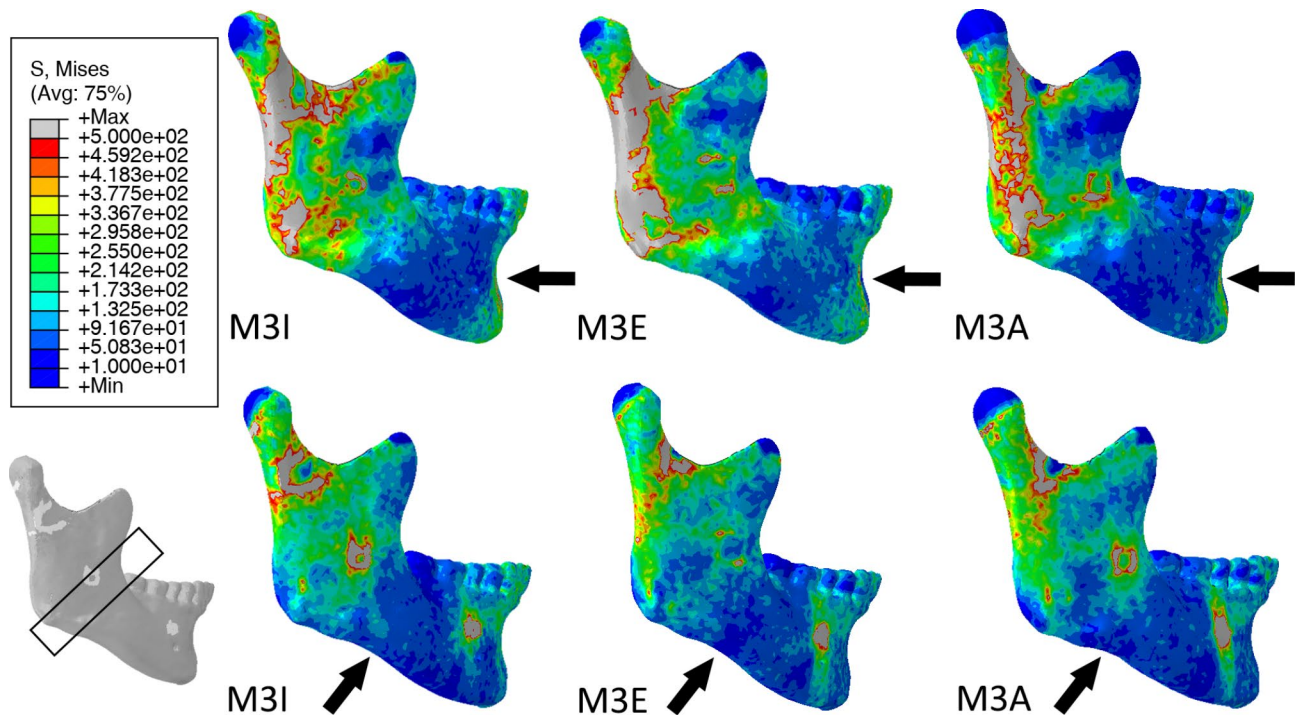 S, Mises
(Avg: 75%)
+Max
+5.000e+02
+4.592e+02
+4.183e+02
+3.775e+02
+3.367e+02
+2.958e+02
+2.550e+02
+2.142e+02
+1.733e+02
+1.325e+02
+9.167e+01
+5.083e+01
+1.000e+01
+Min
M3I
M3E
M3A
M3I
M3E
M3A